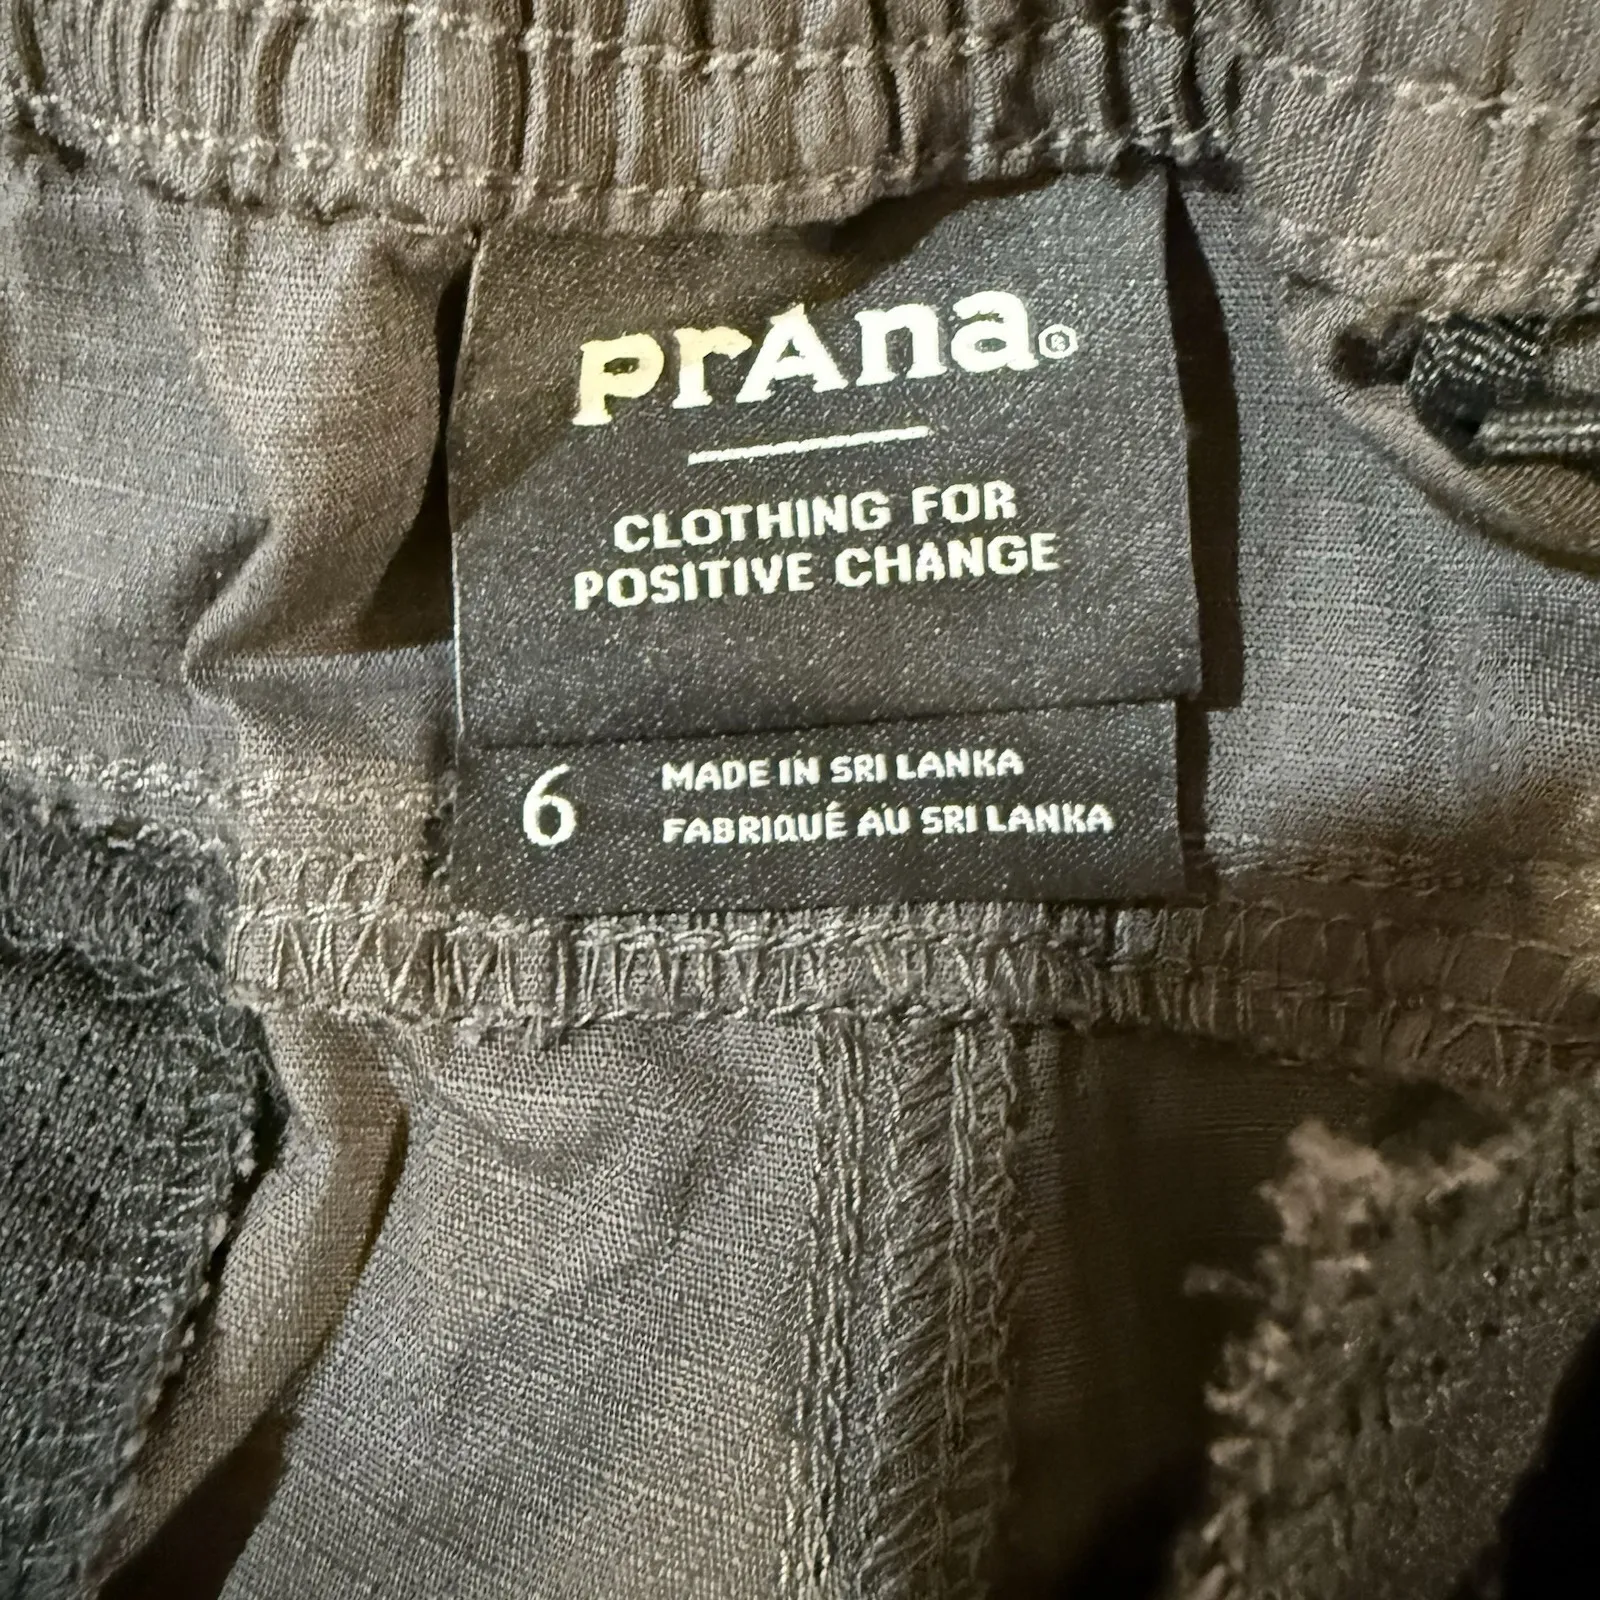 prAna®
CLOTHING FOR
POSITIVE CHANGE
6
MADE IN SRI LANKA
FABRIQUÉ AU SRI LANKA